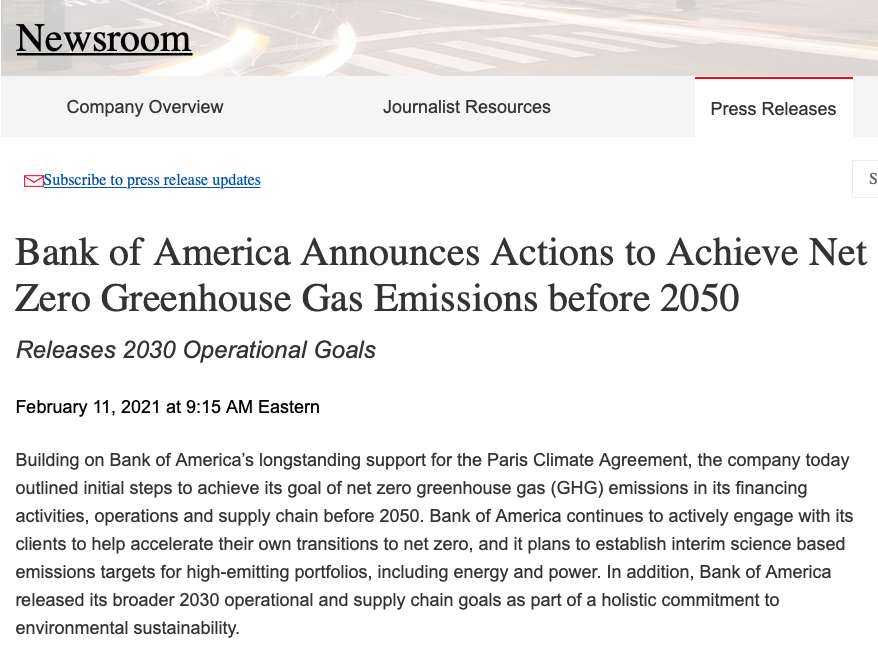 Newsroom
Company Overview
Journalist Resources
Press Releases
Subscribe to press release updates
S
Bank of America Announces Actions to Achieve Net
Zero Greenhouse Gas Emissions before 2050
Releases 2030 Operational Goals
February 11, 2021 at 9:15 AM Eastern
Building on Bank of America’s longstanding support for the Paris Climate Agreement, the company today
outlined initial steps to achieve its goal of net zero greenhouse gas (GHG) emissions in its financing
activities, operations and supply chain before 2050. Bank of America continues to actively engage with its
clients to help accelerate their own transitions to net zero, and it plans to establish interim science based
emissions targets for high-emitting portfolios, including energy and power. In addition, Bank of America
released its broader 2030 operational and supply chain goals as part of a holistic commitment to
environmental sustainability.